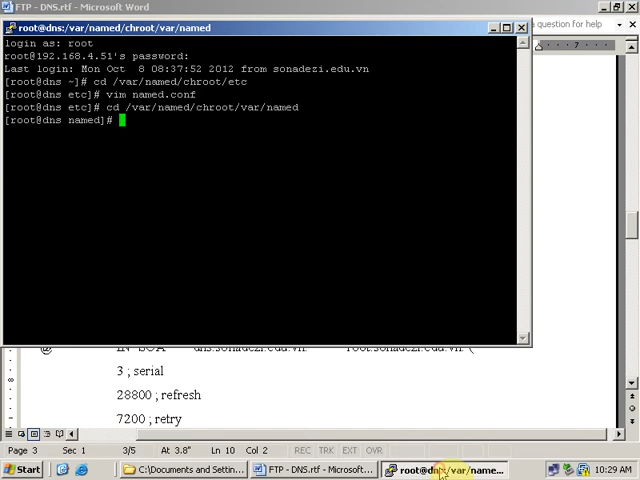 FTP - DNS.rtf - Microsoft Word
root@dns:/var/named/chroot/var/named
a question for help
login as: root
root@192.168.4.51's password:
Last login: Mon Oct  8 08:37:52 2012 from sonadezi.edu.vn
[root@dns ~]# cd /var/named/chroot/etc
[root@dns etc]# vim named.conf
[root@dns etc]# cd /var/named/chroot/var/named
[root@dns named]#
7
@ IN SOA dns.sonadezi.edu.vn root.sonadezi.edu.vn (
3 ; serial
28800 ; refresh
7200 ; retry
Page 3 Sec 1 3/5 At 3.8" Ln 10 Col 2 REC TRK EXT OVR
Start C:\Documents and Settin... FTP - DNS.rtf - Microsoft... root@dns:/var/name... 10:29 AM